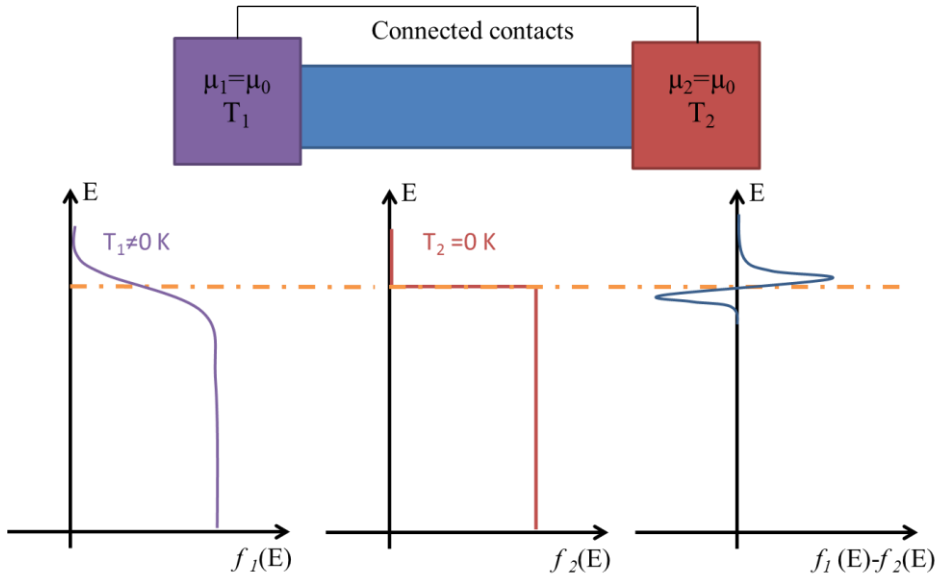 Connected contacts
μ₁=μ₀
T₁
μ₂=μ₀
T₂
E
T₁≠0 K
f₁(E)
E
T₂ =0 K
f₂(E)
E
f₁ (E)-f₂(E)